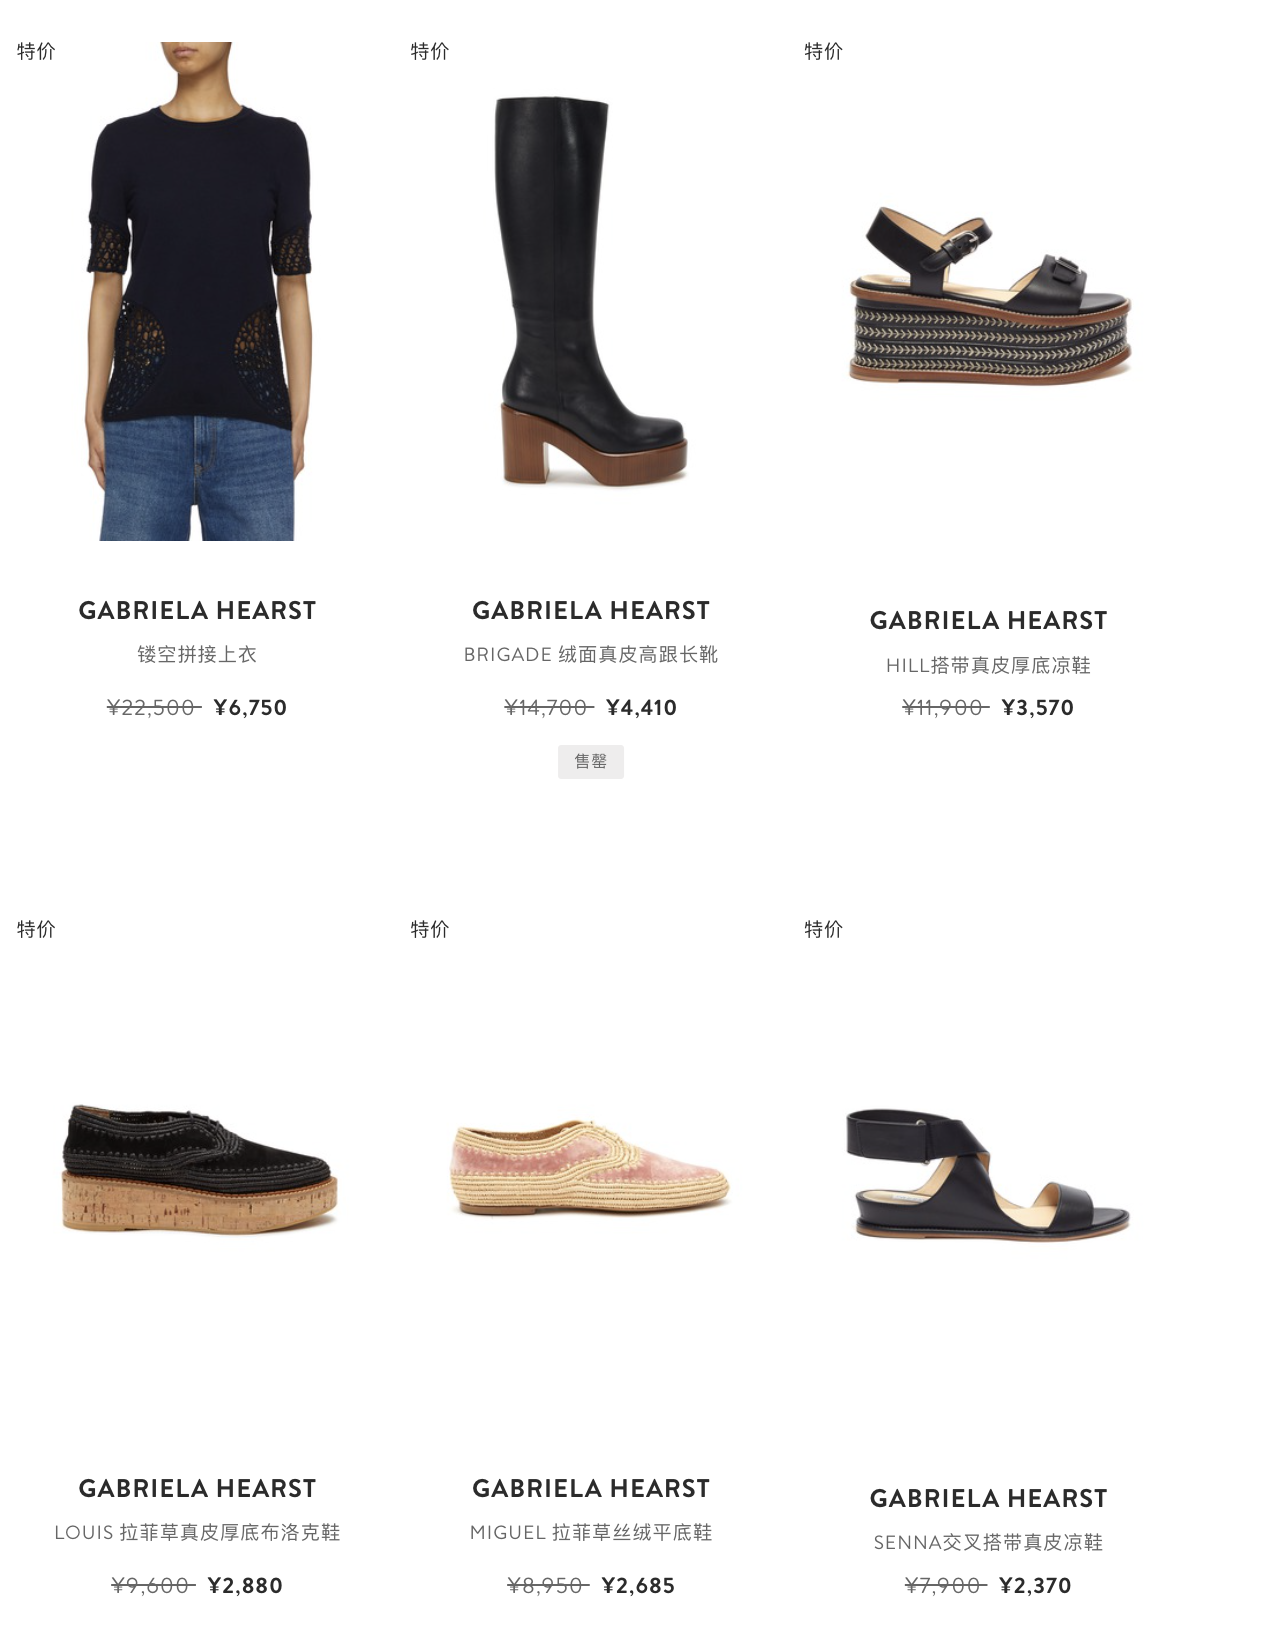 特价
GABRIELA HEARST
镂空拼接上衣
¥22,500 ¥6,750
特价
GABRIELA HEARST
BRIGADE 绒面真皮高跟长靴
¥14,700 ¥4,410
售罄
特价
GABRIELA HEARST
HILL搭带真皮厚底凉鞋
¥11,900 ¥3,570
特价
GABRIELA HEARST
LOUIS 拉菲草真皮厚底布洛克鞋
¥9,600 ¥2,880
特价
GABRIELA HEARST
MIGUEL 拉菲草丝绒平底鞋
¥8,950 ¥2,685
特价
GABRIELA HEARST
SENNA交叉搭带真皮凉鞋
¥7,900 ¥2,370